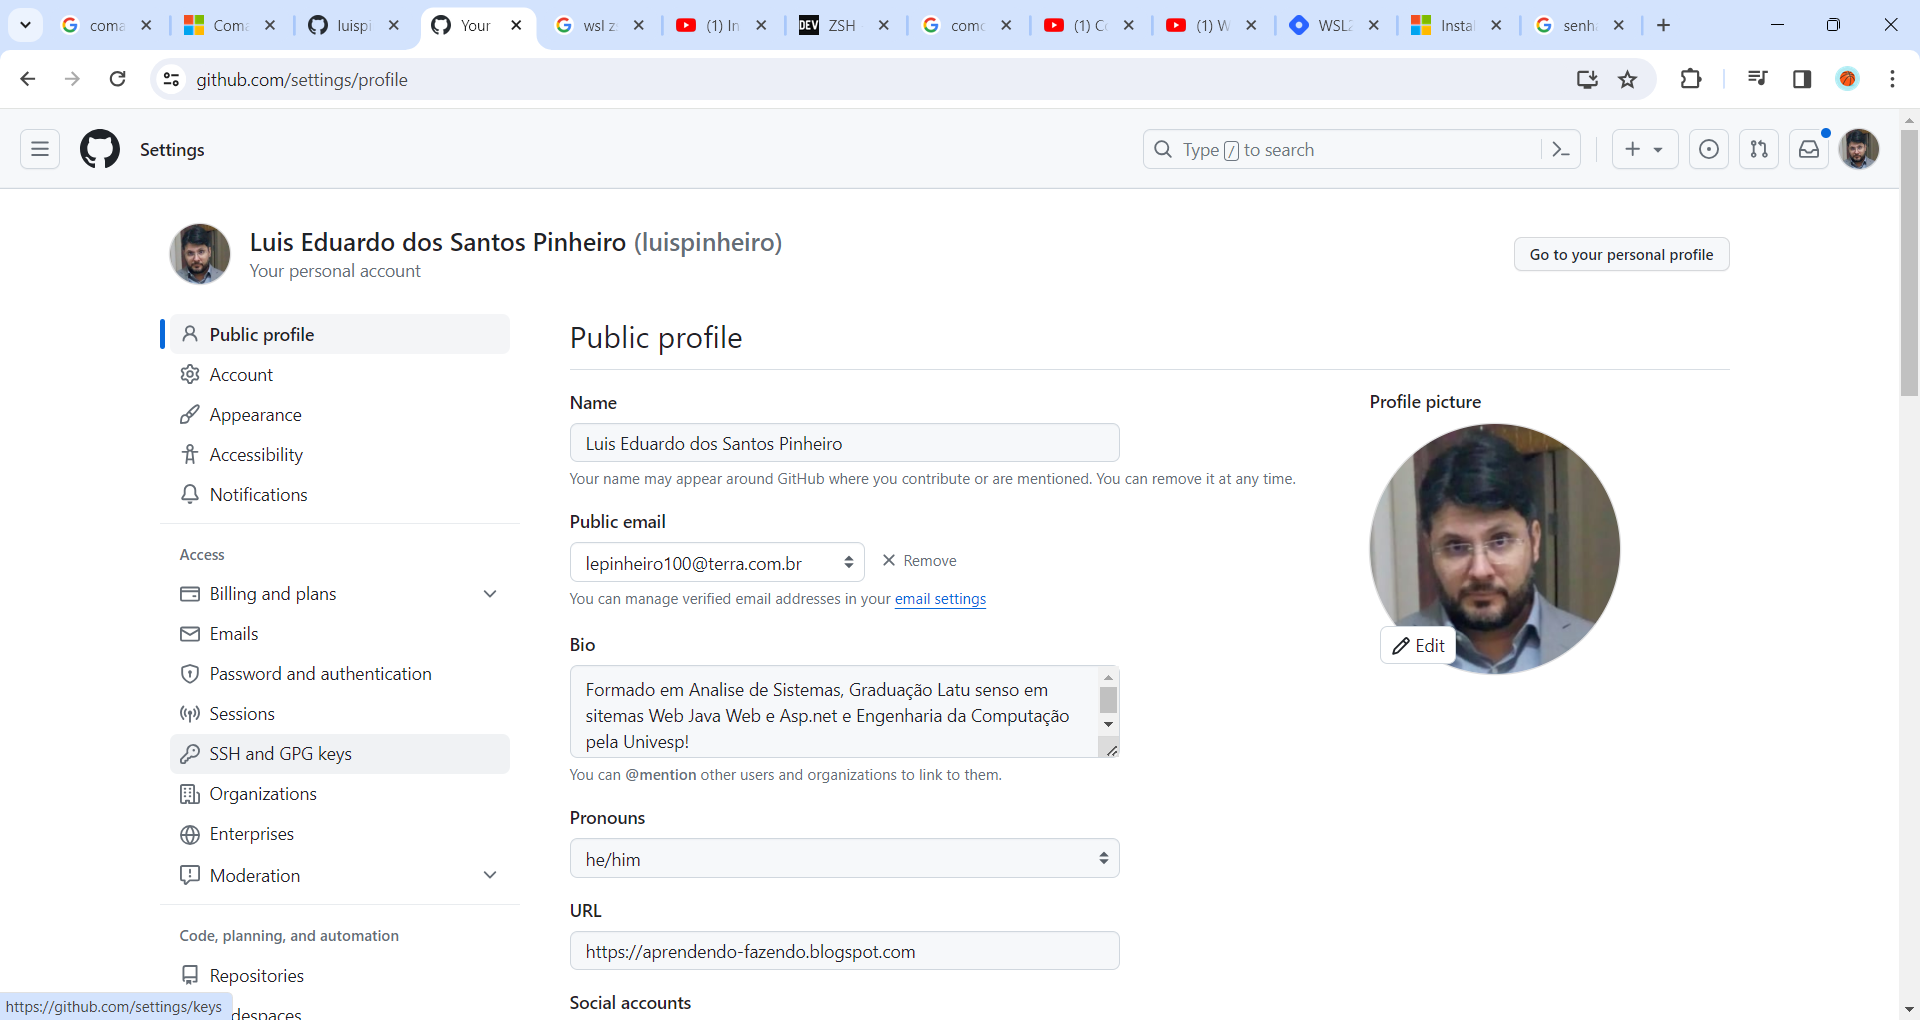 coma
Coma
luispi
Your
wsl z
(1) In
DEV ZSH
como
(1) Co
(1) W
WSL2
Instal
senha
github.com/settings/profile
Settings
Type / to search
Luis Eduardo dos Santos Pinheiro (luispinheiro)
Your personal account
Go to your personal profile
Public profile
Account
Appearance
Accessibility
Notifications
Access
Billing and plans
Emails
Password and authentication
Sessions
SSH and GPG keys
Organizations
Enterprises
Moderation
Code, planning, and automation
Repositories
despaces
https://github.com/settings/keys
Public profile
Name
Luis Eduardo dos Santos Pinheiro
Your name may appear around GitHub where you contribute or are mentioned. You can remove it at any time.
Public email
lepinheiro100@terra.com.br
Remove
You can manage verified email addresses in your email settings
Bio
Formado em Analise de Sistemas, Graduação Latu senso em
sitemas Web Java Web e Asp.net e Engenharia da Computação
pela Univesp!
You can @mention other users and organizations to link to them.
Pronouns
he/him
URL
https://aprendendo-fazendo.blogspot.com
Social accounts
Profile picture
Edit